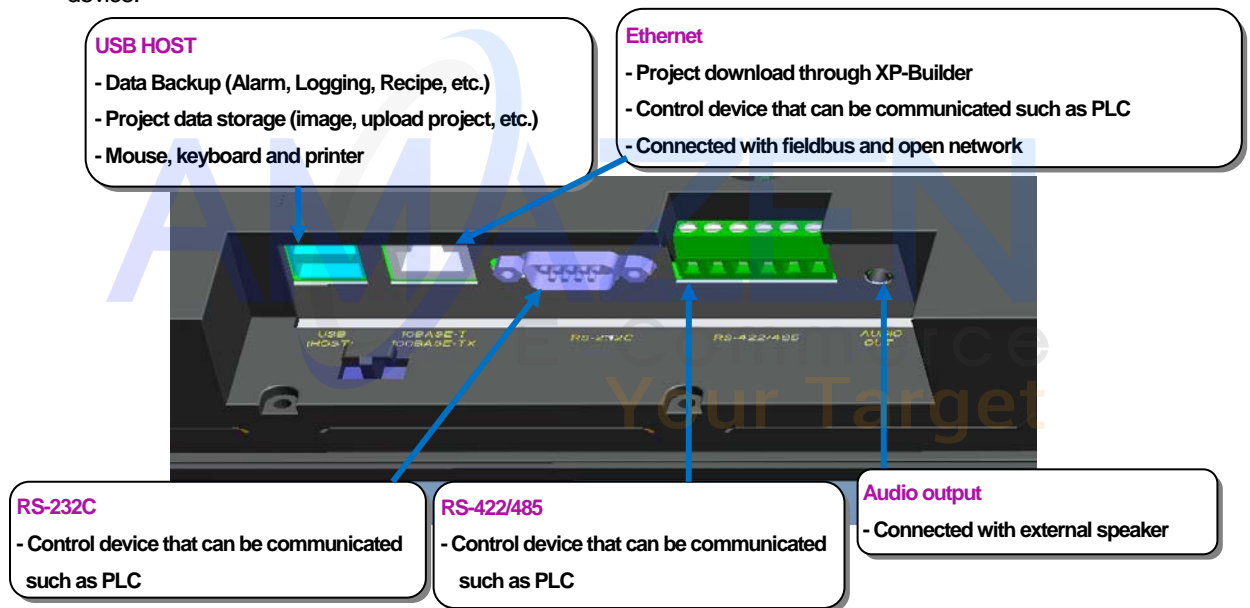 device.
USB HOST
- Data Backup (Alarm, Logging, Recipe, etc.)
- Project data storage (image, upload project, etc.)
- Mouse, keyboard and printer
Ethernet
- Project download through XP-Builder
- Control device that can be communicated such as PLC
- Connected with fieldbus and open network
AMAZEN
E Commerce
Your Target
USB
(HOST)
10BASE-T
100BASE-TX
RS-232C
RS-422/485
AUDIO
OUT
RS-232C
- Control device that can be communicated
such as PLC
RS-422/485
- Control device that can be communicated
such as PLC
Audio output
- Connected with external speaker